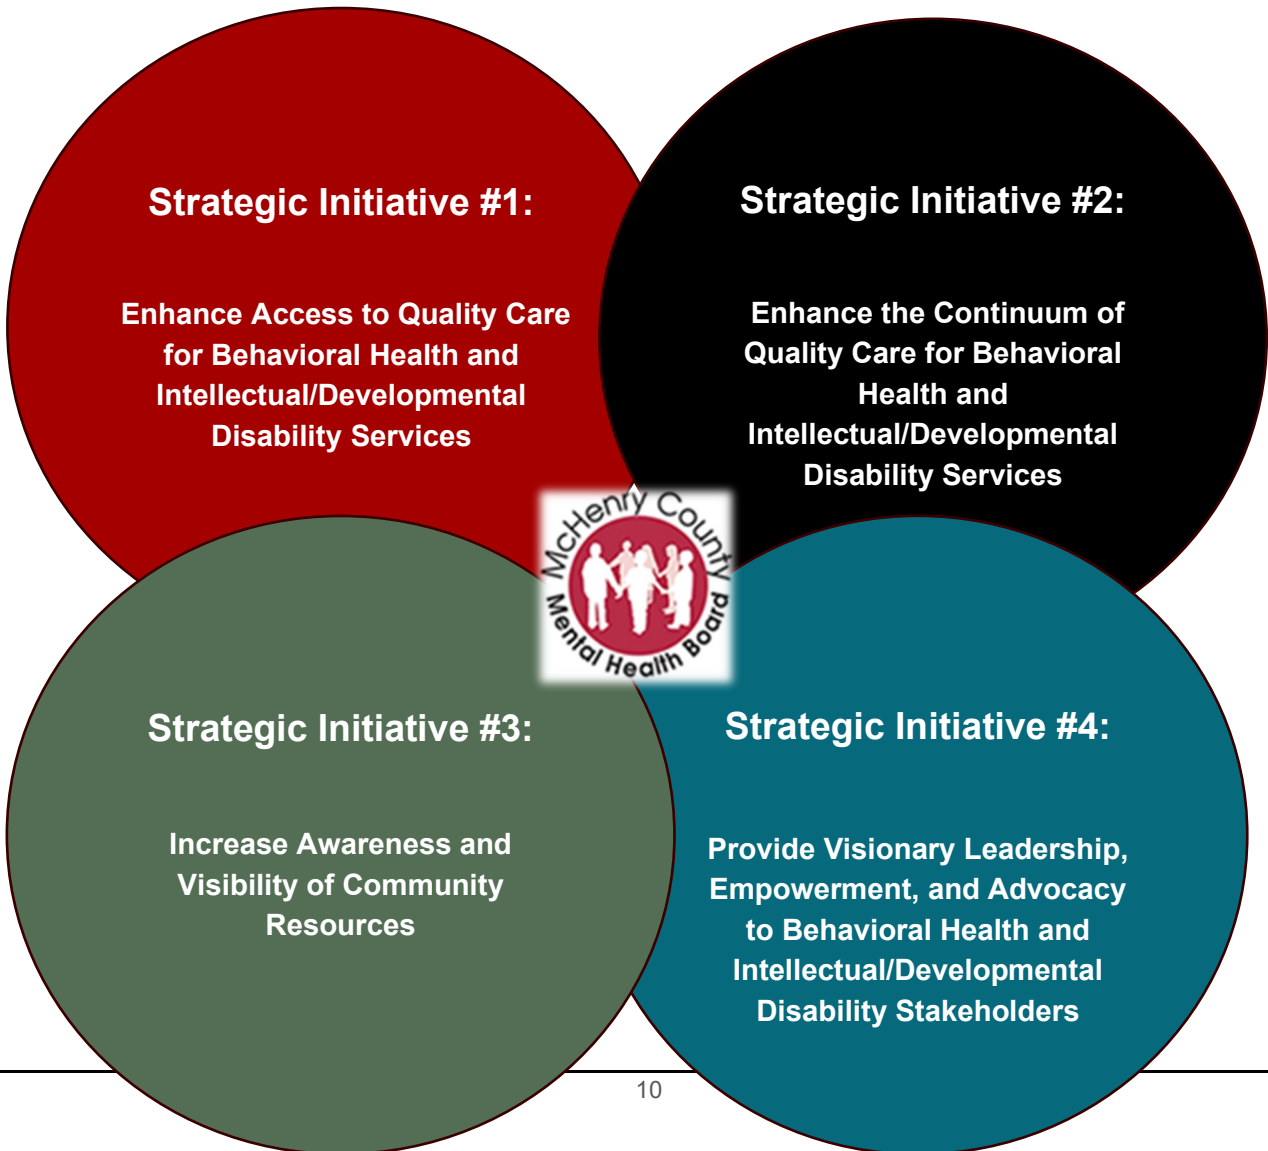 Strategic Initiative #1:
Enhance Access to Quality Care
for Behavioral Health and
Intellectual/Developmental
Disability Services
Strategic Initiative #2:
Enhance the Continuum of
Quality Care for Behavioral
Health and
Intellectual/Developmental
Disability Services
McHenry County
Mental Health Board
Strategic Initiative #3:
Increase Awareness and
Visibility of Community
Resources
Strategic Initiative #4:
Provide Visionary Leadership,
Empowerment, and Advocacy
to Behavioral Health and
Intellectual/Developmental
Disability Stakeholders
10